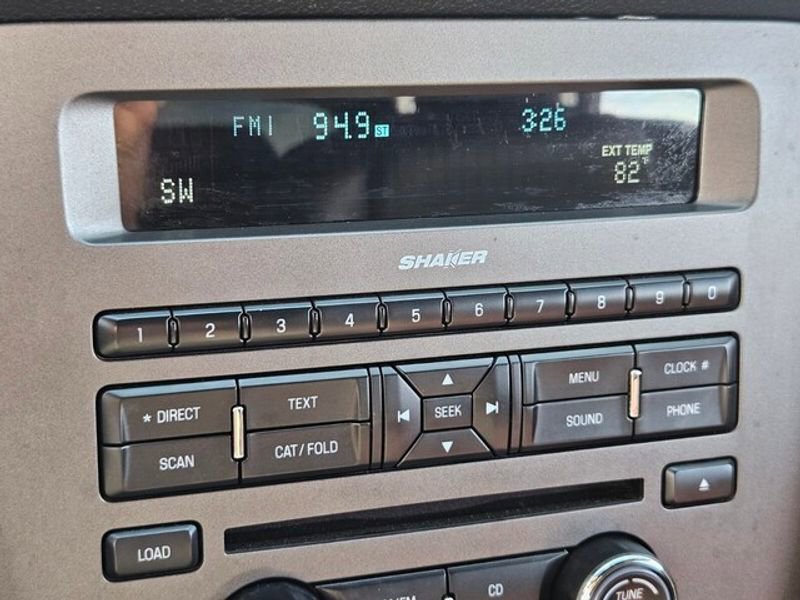 FM1 94.9 ST 3:26
EXT TEMP
82°F
SW
SHAKER
1 2 3 4 5 6 7 8 9 0
* DIRECT TEXT SEEK MENU CLOCK #
SCAN CAT/FOLD SOUND PHONE
LOAD
CD
TUNE